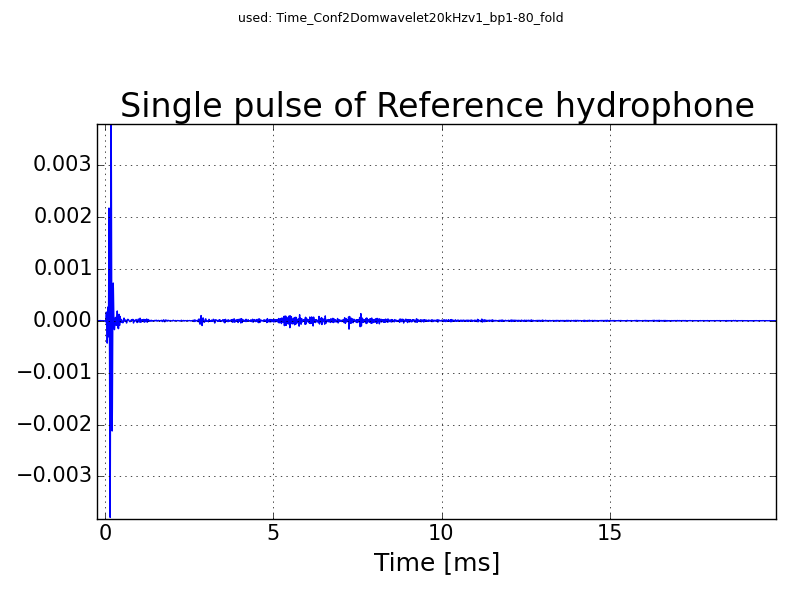 used: Time_Conf2Domwavelet20kHzv1_bp1-80_fold
Single pulse of Reference hydrophone
0.003
0.002
0.001
0.000
−0.001
−0.002
−0.003
0 5 10 15
Time [ms]